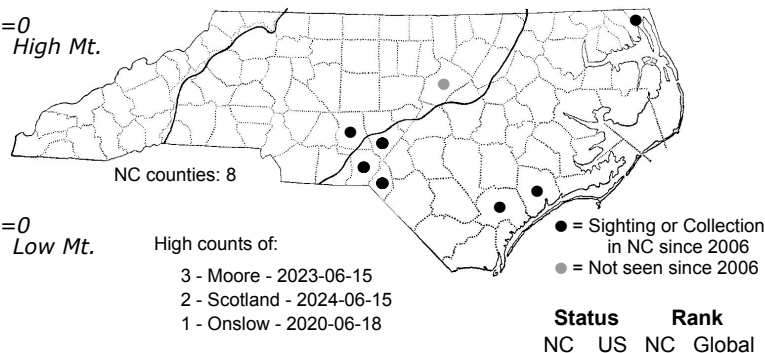 =0
High Mt.
NC counties: 8
=0
Low Mt.
High counts of:
3 - Moore - 2023-06-15
2 - Scotland - 2024-06-15
1 - Onslow - 2020-06-18
= Sighting or Collection
in NC since 2006
= Not seen since 2006
Status Rank
NC US NC Global